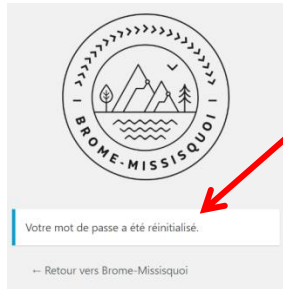 BROME-MISSISQUOI
Votre mot de passe a été réinitialisé.
← Retour vers Brome-Missisquoi